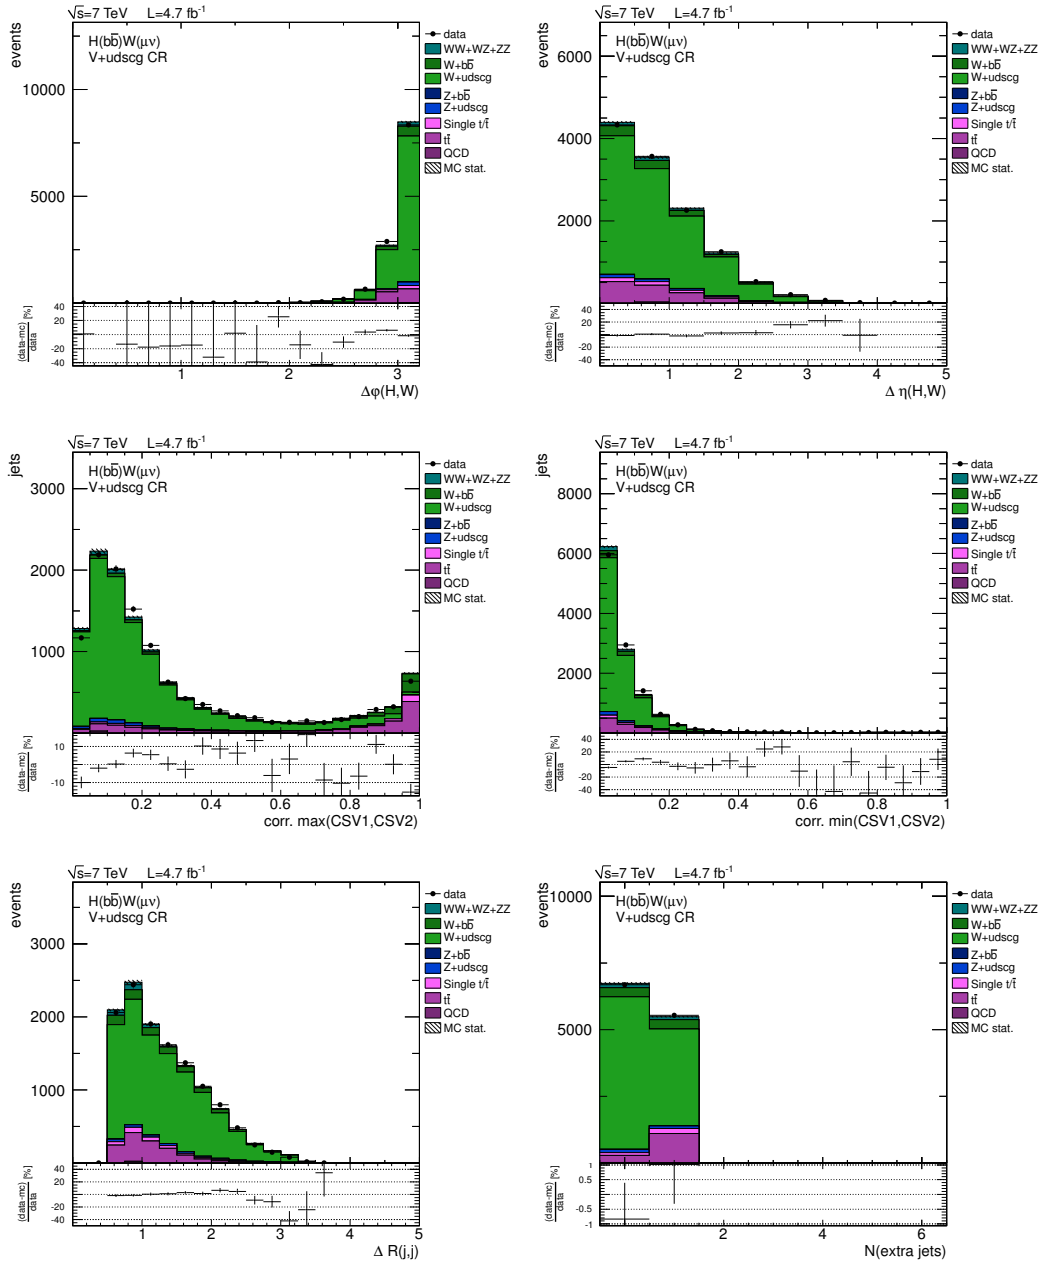 √s=7 TeV L=4.7 fb-1
events
H(bb̅)W(μν)
V+udscg CR
10000
5000
data
WW+WZ+ZZ
W+bb̅
W+udscg
Z+bb̅
Z+udscg
Single t/t̅
tt̅
QCD
MC stat.
(data-mc)/data [%]
40
20
-20
-40
1 2 3
Δφ(H,W)
√s=7 TeV L=4.7 fb-1
events
H(bb̅)W(μν)
V+udscg CR
6000
4000
2000
data
WW+WZ+ZZ
W+bb̅
W+udscg
Z+bb̅
Z+udscg
Single t/t̅
tt̅
QCD
MC stat.
(data-mc)/data [%]
40
20
-20
-40
1 2 3 4 5
Δ η(H,W)
√s=7 TeV L=4.7 fb-1
jets
H(bb̅)W(μν)
V+udscg CR
3000
2000
1000
data
WW+WZ+ZZ
W+bb̅
W+udscg
Z+bb̅
Z+udscg
Single t/t̅
tt̅
QCD
MC stat.
(data-mc)/data [%]
10
-10
0.2 0.4 0.6 0.8 1
corr. max(CSV1,CSV2)
√s=7 TeV L=4.7 fb-1
jets
H(bb̅)W(μν)
V+udscg CR
8000
6000
4000
2000
data
WW+WZ+ZZ
W+bb̅
W+udscg
Z+bb̅
Z+udscg
Single t/t̅
tt̅
QCD
MC stat.
(data-mc)/data [%]
40
20
-20
-40
0.2 0.4 0.6 0.8 1
corr. min(CSV1,CSV2)
√s=7 TeV L=4.7 fb-1
events
H(bb̅)W(μν)
V+udscg CR
3000
2000
1000
data
WW+WZ+ZZ
W+bb̅
W+udscg
Z+bb̅
Z+udscg
Single t/t̅
tt̅
QCD
MC stat.
(data-mc)/data [%]
40
20
-20
-40
1 2 3 4 5
Δ R(j,j)
√s=7 TeV L=4.7 fb-1
events
H(bb̅)W(μν)
V+udscg CR
10000
5000
data
WW+WZ+ZZ
W+bb̅
W+udscg
Z+bb̅
Z+udscg
Single t/t̅
tt̅
QCD
MC stat.
(data-mc)/data [%]
1
0.5
-0.5
-1
2 4 6
N(extra jets)